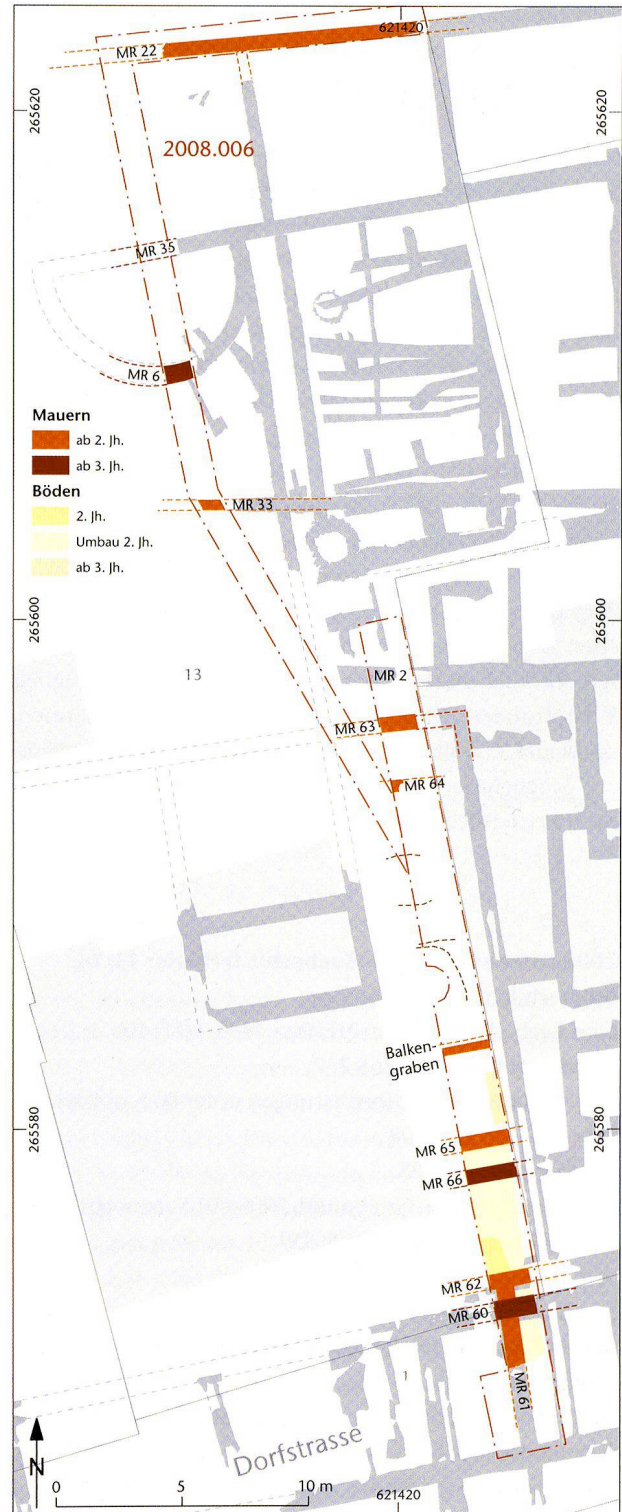 MR 22
621420
265620
265620
2008.006
MR 35
MR 6
Mauern
ab 2. Jh.
ab 3. Jh.
Böden
2. Jh.
Umbau 2. Jh.
ab 3. Jh.
MR 33
265600
265600
13
MR 2
MR 63
MR 64
Balken-
graben
265580
265580
MR 65
MR 66
MR 62
MR 60
1
MR 61
Dorfstrasse
N
0 5 10 m
621420